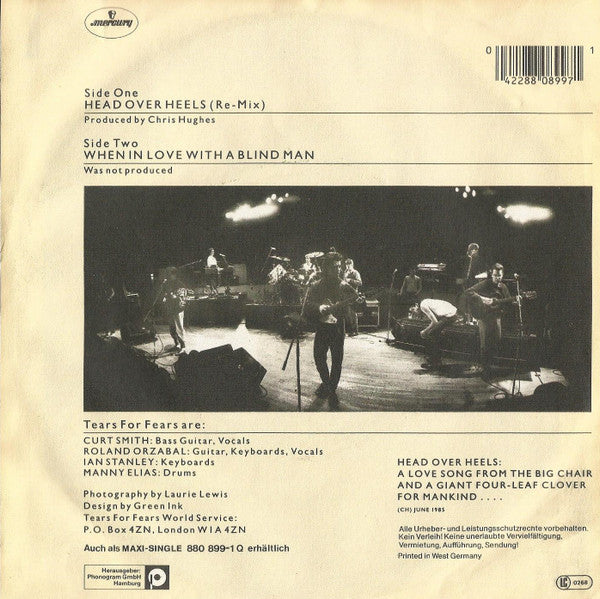 mercury
0
1
42288 08997
Side One
HEAD OVER HEELS (Re-Mix)
Produced by Chris Hughes
Side Two
WHEN IN LOVE WITH A BLIND MAN
Was not produced
Tears For Fears are:
CURT SMITH: Bass Guitar, Vocals
ROLAND ORZABAL: Guitar, Keyboards, Vocals
IAN STANLEY: Keyboards
MANNY ELIAS: Drums
Photography by Laurie Lewis
Design by Green Ink
Tears For Fears World Service:
P.O. Box 4ZN, London W1A 4ZN
Auch als MAXI-SINGLE 880 899-1 Q erhältlich
Herausgeber:
Phonogram GmbH
Hamburg
HEAD OVER HEELS:
A LOVE SONG FROM THE BIG CHAIR
AND A GIANT FOUR-LEAF CLOVER
FOR MANKIND . . . .
(CH) JUNE 1985
Alle Urheber- und Leistungsschutzrechte vorbehalten.
Kein Verleih! Keine unerlaubte Vervielfältigung,
Vermietung, Aufführung, Sendung!
Printed in West Germany
LC 0268